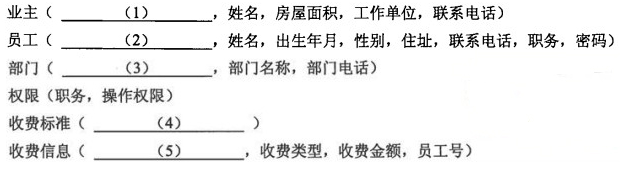 业主（ （1） ，姓名，房屋面积，工作单位，联系电话）
员工（ （2） ，姓名，出生年月，性别，住址，联系电话，职务，密码）
部门（ （3） ，部门名称，部门电话）
权限（职务，操作权限）
收费标准（ （4） ）
收费信息（ （5） ，收费类型，收费金额，员工号）